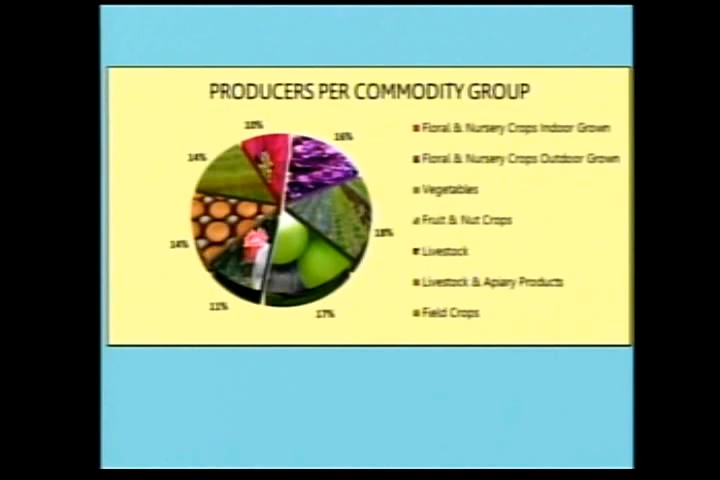 PRODUCERS PER COMMODITY GROUP
10%
16%
14%
18%
14%
11%
17%
Floral & Nursery Crops Indoor Grown
Floral & Nursery Crops Outdoor Grown
Vegetables
Fruit & Nut Crops
Livestock
Livestock & Apiary Products
Field Crops